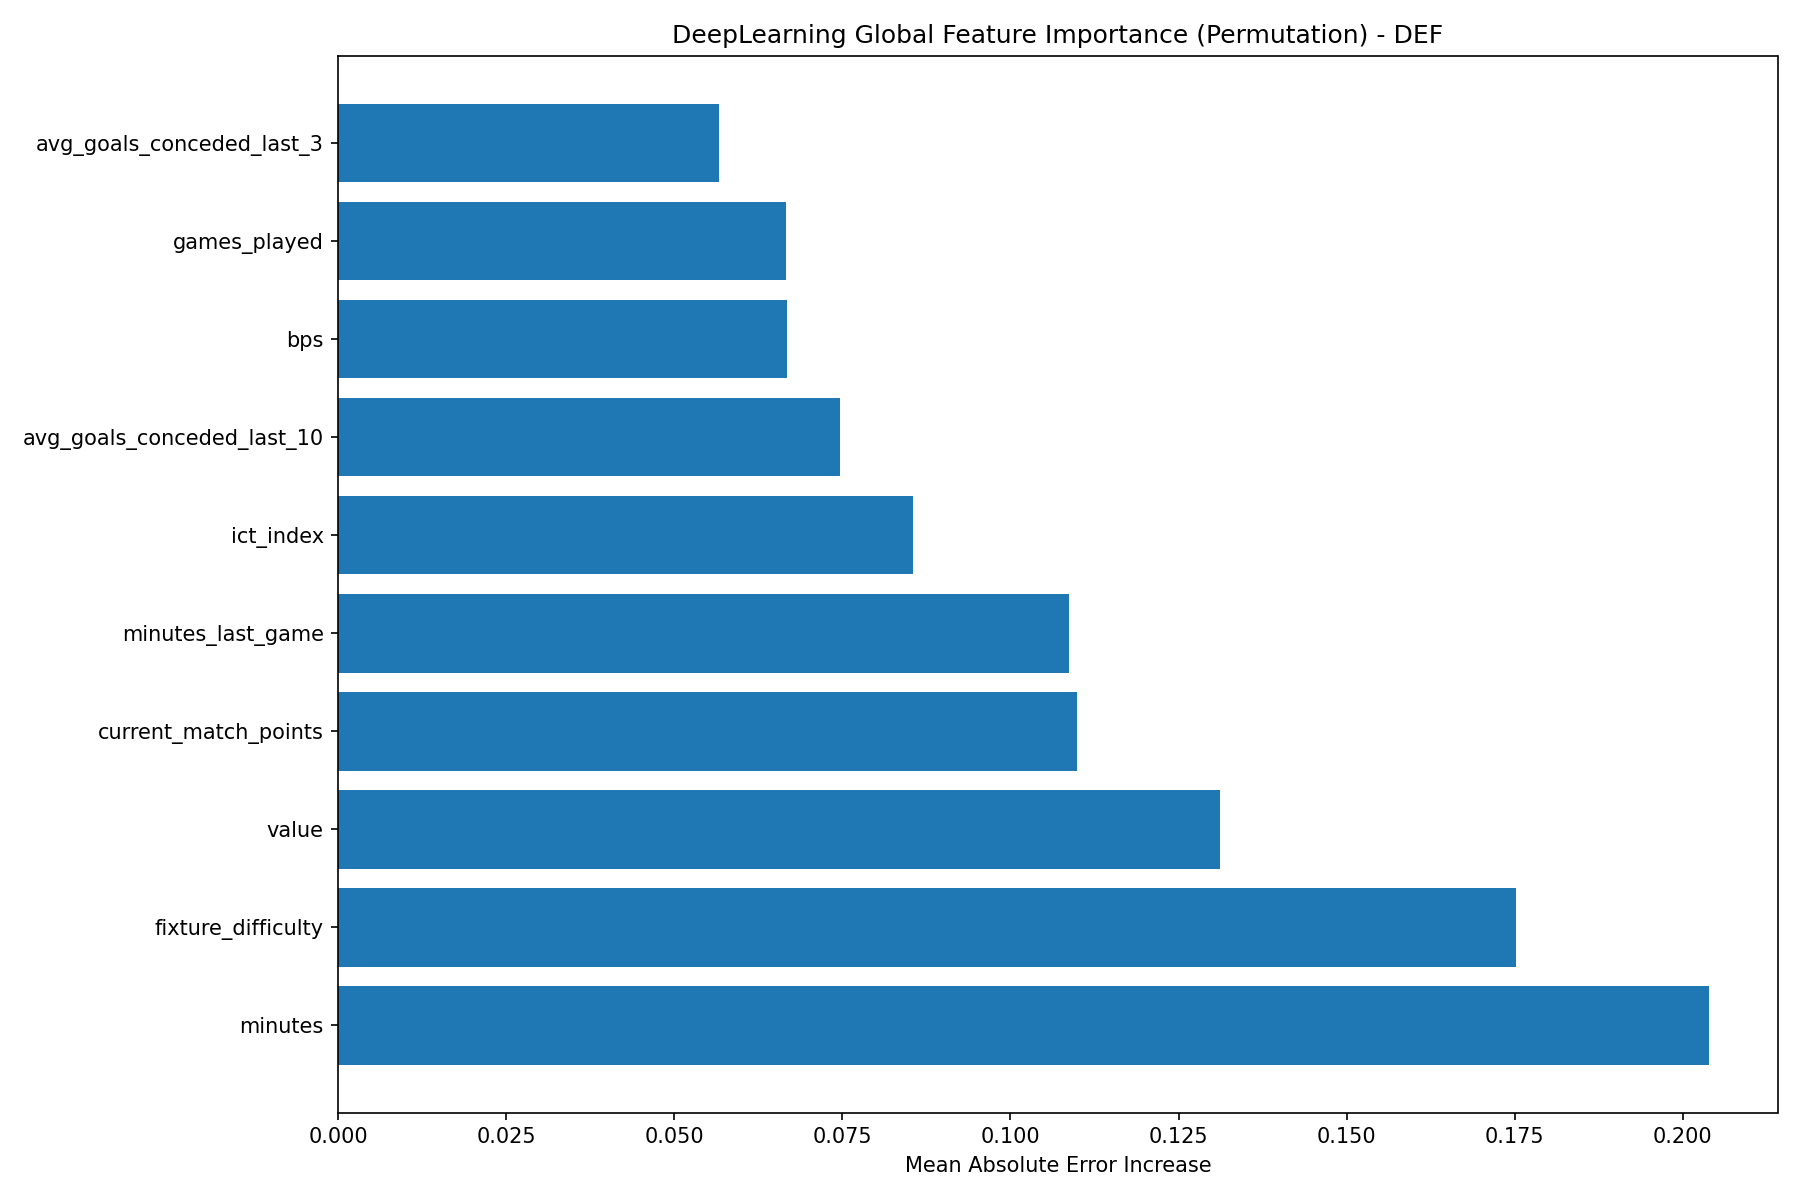 DeepLearning Global Feature Importance (Permutation) - DEF
avg_goals_conceded_last_3
games_played
bps
avg_goals_conceded_last_10
ict_index
minutes_last_game
current_match_points
value
fixture_difficulty
minutes
0.000 0.025 0.050 0.075 0.100 0.125 0.150 0.175 0.200
Mean Absolute Error Increase